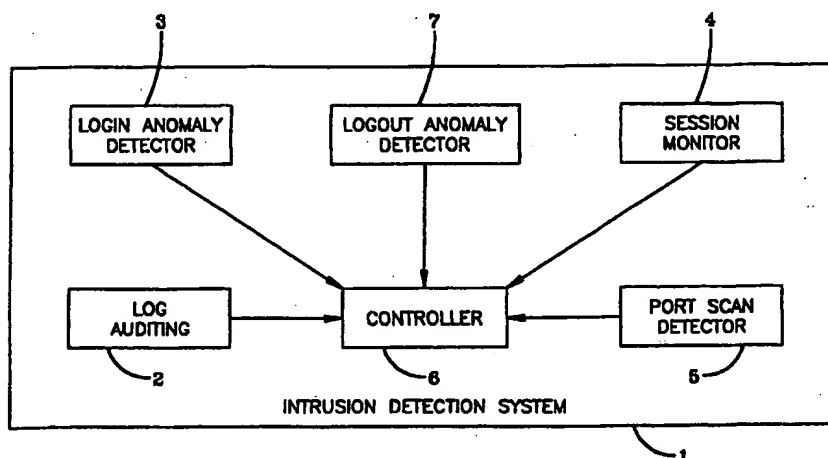 3
7
4
LOGIN ANOMALY
DETECTOR
LOGOUT ANOMALY
DETECTOR
SESSION
MONITOR
LOG
AUDITING
CONTROLLER
PORT SCAN
DETECTOR
2
6
5
INTRUSION DETECTION SYSTEM
1